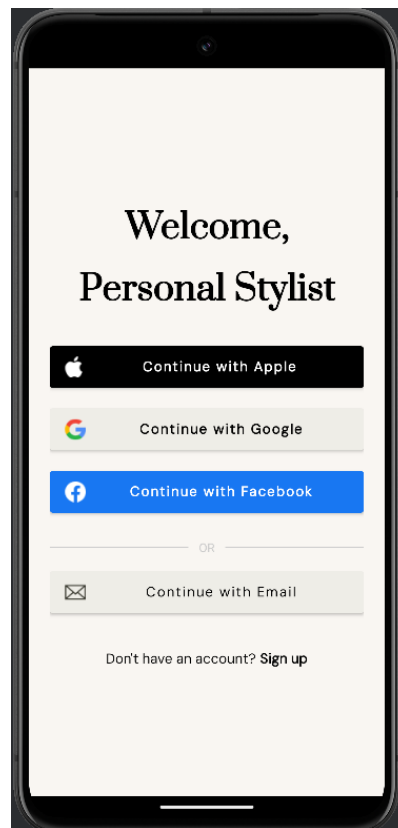 Welcome,
Personal Stylist
Continue with Apple
Continue with Google
Continue with Facebook
OR
Continue with Email
Don't have an account? Sign up